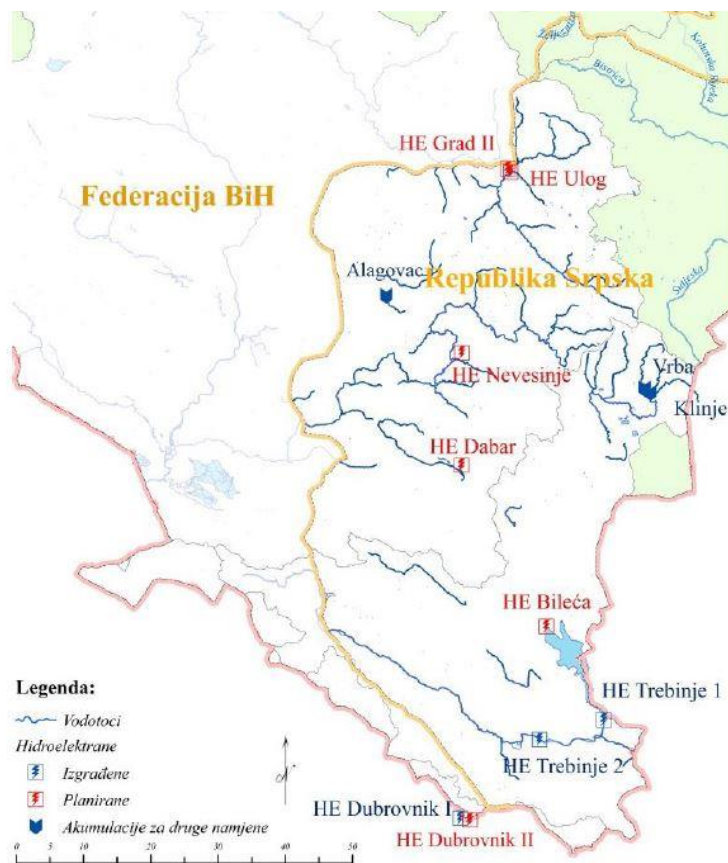 Bistrica
HE Grad II
HE Ulog
Federacija BiH
Alagovac
Republika Srpska
Sutjeska
HE Nevesinje
Vrba
Klinje
HE Dabar
HE Bileća
Legenda:
HE Trebinje 1
Vodotoci
Hidroelektrane
Izgrađene
HE Trebinje 2
Planirane
HE Dubrovnik I
N
Akumulacije za druge namjene
HE Dubrovnik II
0 5 10 20 30 40 50